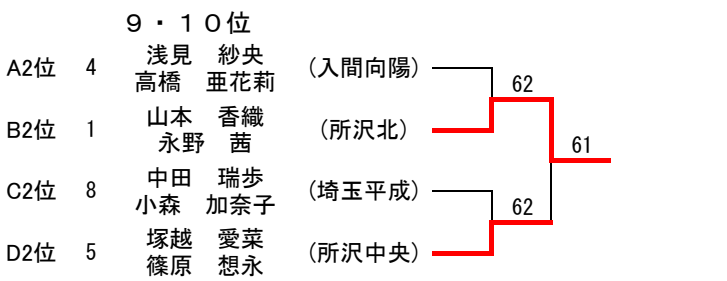 ９・１０位
A2位 4 浅見 紗央 (入間向陽)
高橋 亜花莉
62
B2位 1 山本 香織 (所沢北)
永野 茜
61
C2位 8 中田 瑞歩 (埼玉平成)
小森 加奈子
62
D2位 5 塚越 愛菜 (所沢中央)
篠原 想永